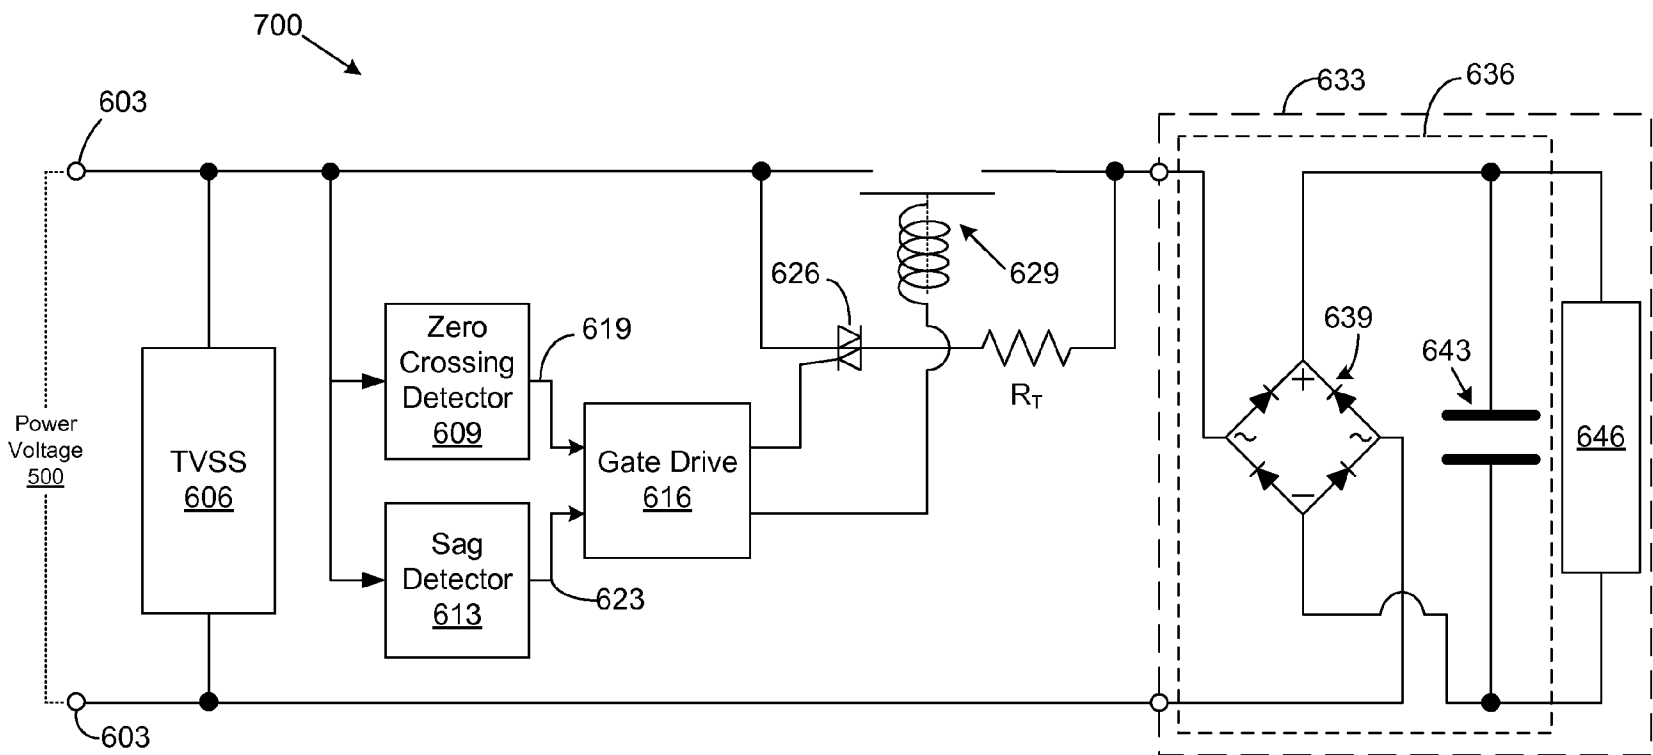 700
633
636
603
626
629
Zero
Crossing
Detector
609
619
639
643
R_T
Power
Voltage
500
TVSS
606
Gate Drive
616
646
Sag
Detector
613
623
603
+
~
~
−